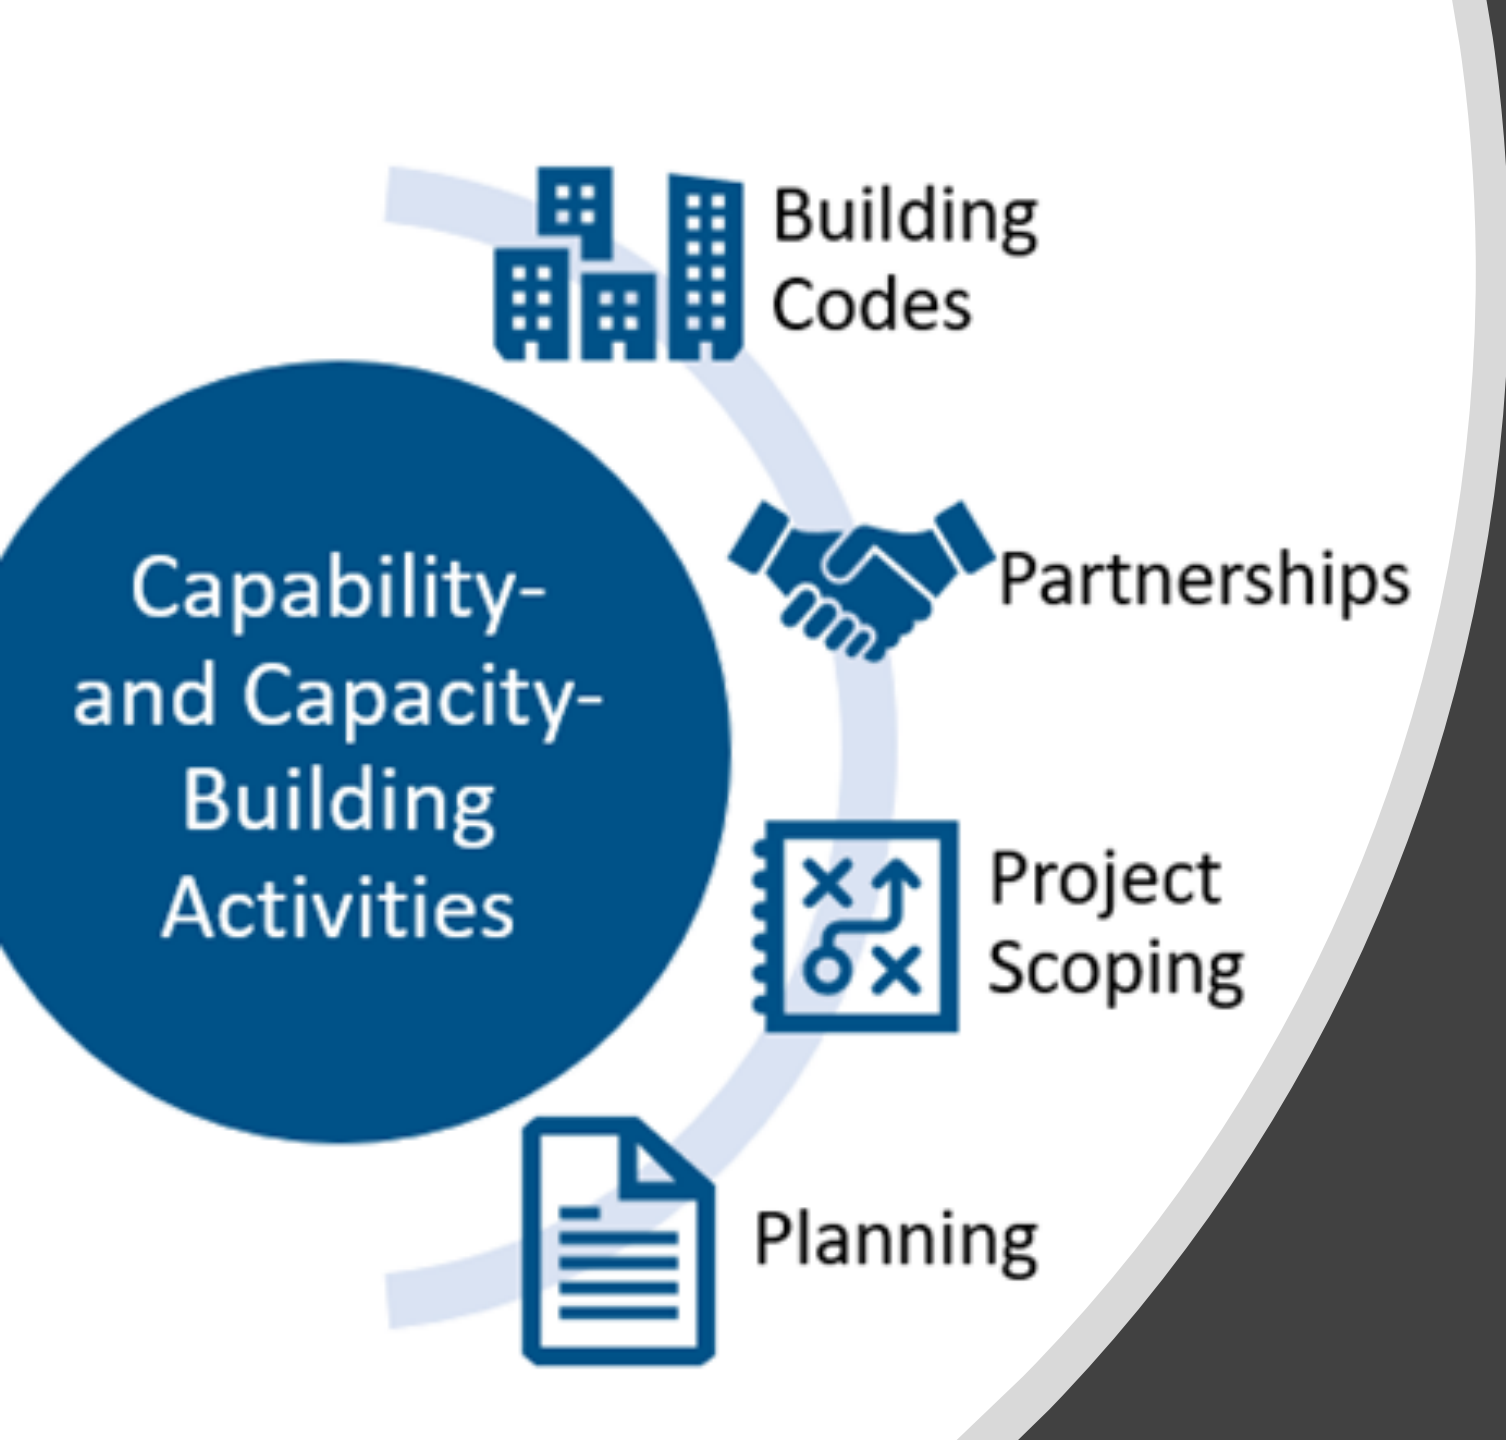 Capability-
and Capacity-
Building
Activities
Building
Codes
Partnerships
Project
Scoping
Planning